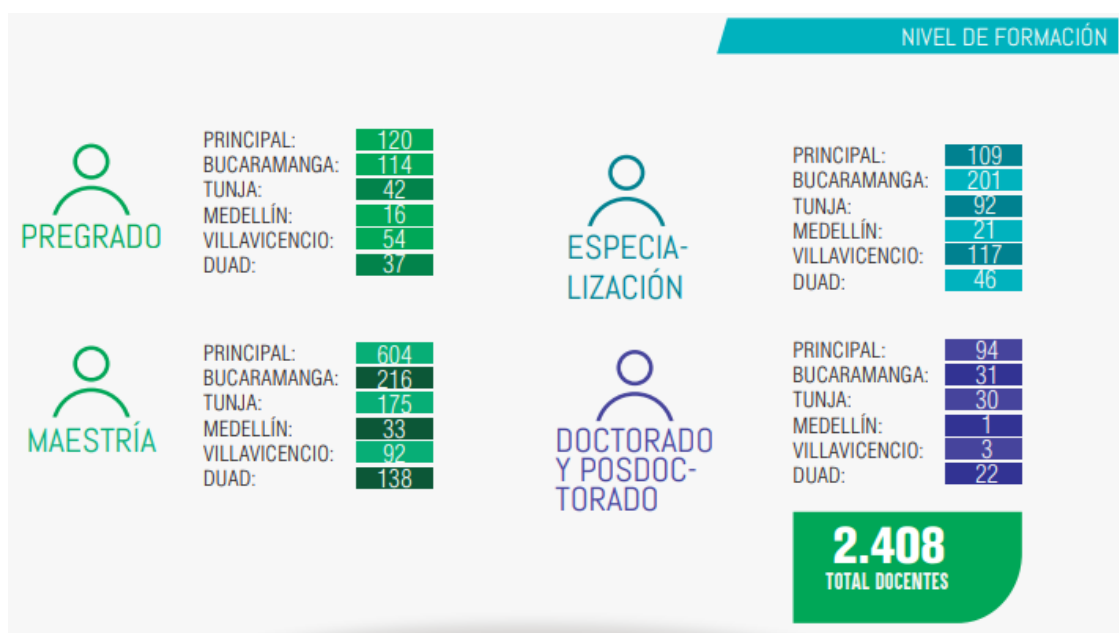 NIVEL DE FORMACIÓN
PREGRADO
PRINCIPAL: 120
BUCARAMANGA: 114
TUNJA: 42
MEDELLÍN: 16
VILLAVICENCIO: 54
DUAD: 37
ESPECIA-
LIZACIÓN
PRINCIPAL: 109
BUCARAMANGA: 201
TUNJA: 92
MEDELLÍN: 21
VILLAVICENCIO: 117
DUAD: 46
MAESTRÍA
PRINCIPAL: 604
BUCARAMANGA: 216
TUNJA: 175
MEDELLÍN: 33
VILLAVICENCIO: 92
DUAD: 138
DOCTORADO
Y POSDOC-
TORADO
PRINCIPAL: 94
BUCARAMANGA: 31
TUNJA: 30
MEDELLÍN: 1
VILLAVICENCIO: 3
DUAD: 22
2.408
TOTAL DOCENTES